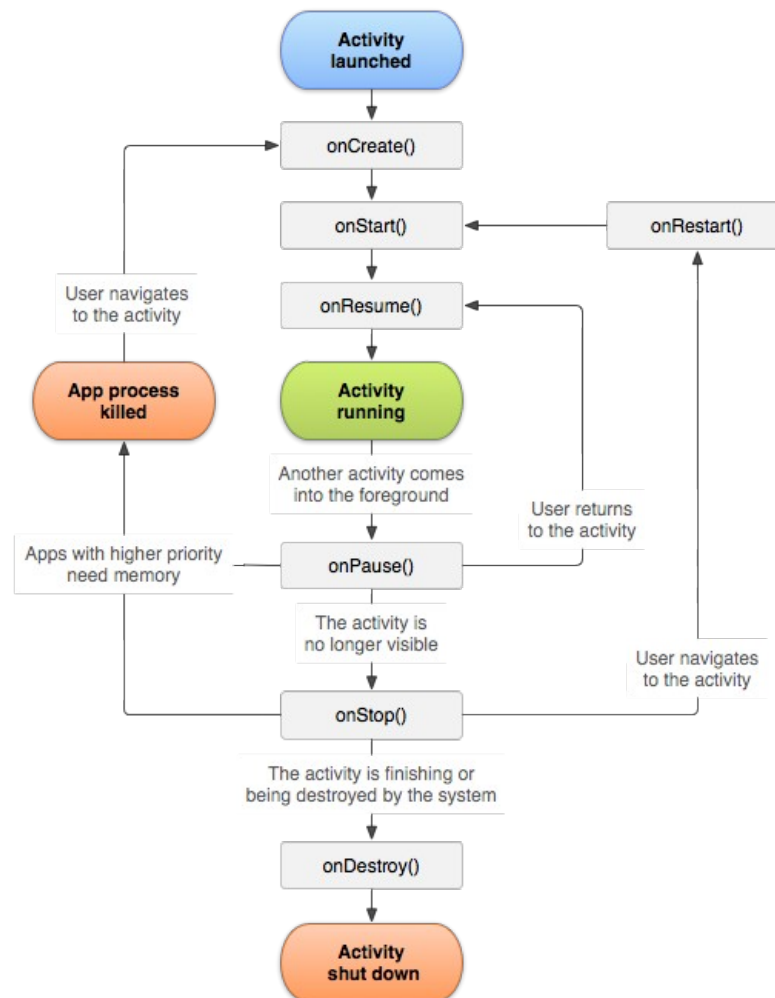 Activity
launched
onCreate()
onStart()
onRestart()
User navigates
to the activity
onResume()
App process
killed
Activity
running
Another activity comes
into the foreground
User returns
to the activity
Apps with higher priority
need memory
onPause()
The activity is
no longer visible
User navigates
to the activity
onStop()
The activity is finishing or
being destroyed by the system
onDestroy()
Activity
shut down